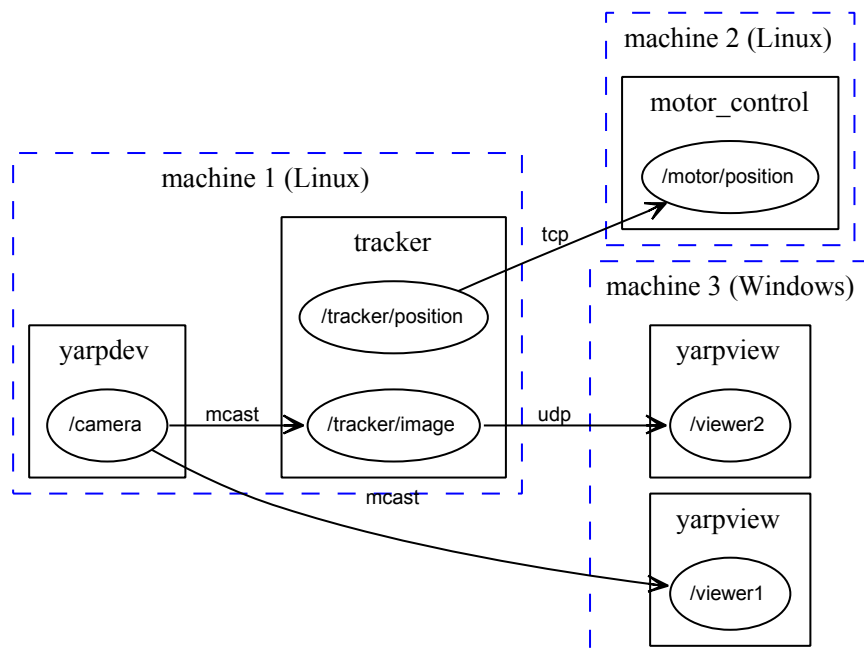 machine 2 (Linux)
motor_control
/motor/position
machine 1 (Linux)
tracker
tcp
/tracker/position
machine 3 (Windows)
yarpdev
yarpview
/camera
mcast
/tracker/image
udp
/viewer2
mcast
yarpview
/viewer1